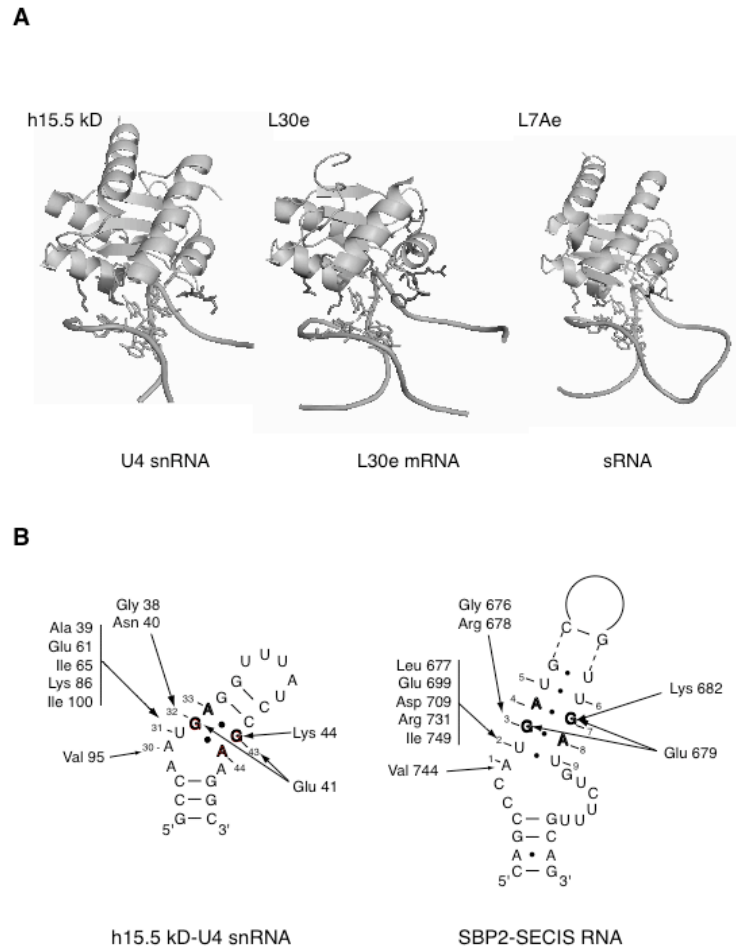 A
h15.5 kD
L30e
L7Ae
U4 snRNA
L30e mRNA
sRNA
B
Gly 38
Asn 40
Ala 39
Glu 61
Ile 65
Lys 86
Ile 100
Val 95
Lys 44
Glu 41
30
31
32
33
43
44
U U U
G A
G C U
A C
G G
U A
A A
A
C G
C G
5' G C 3'
h15.5 kD-U4 snRNA
Gly 676
Arg 678
Leu 677
Glu 699
Asp 709
Arg 731
Ile 749
Val 744
Lys 682
Glu 679
1
2
3
4
5
6
7
8
9
C G
G U
U U
A G
G A
U U
A G U
C C
C U
C G U U
G C
A A
5' C G 3'
SBP2-SECIS RNA